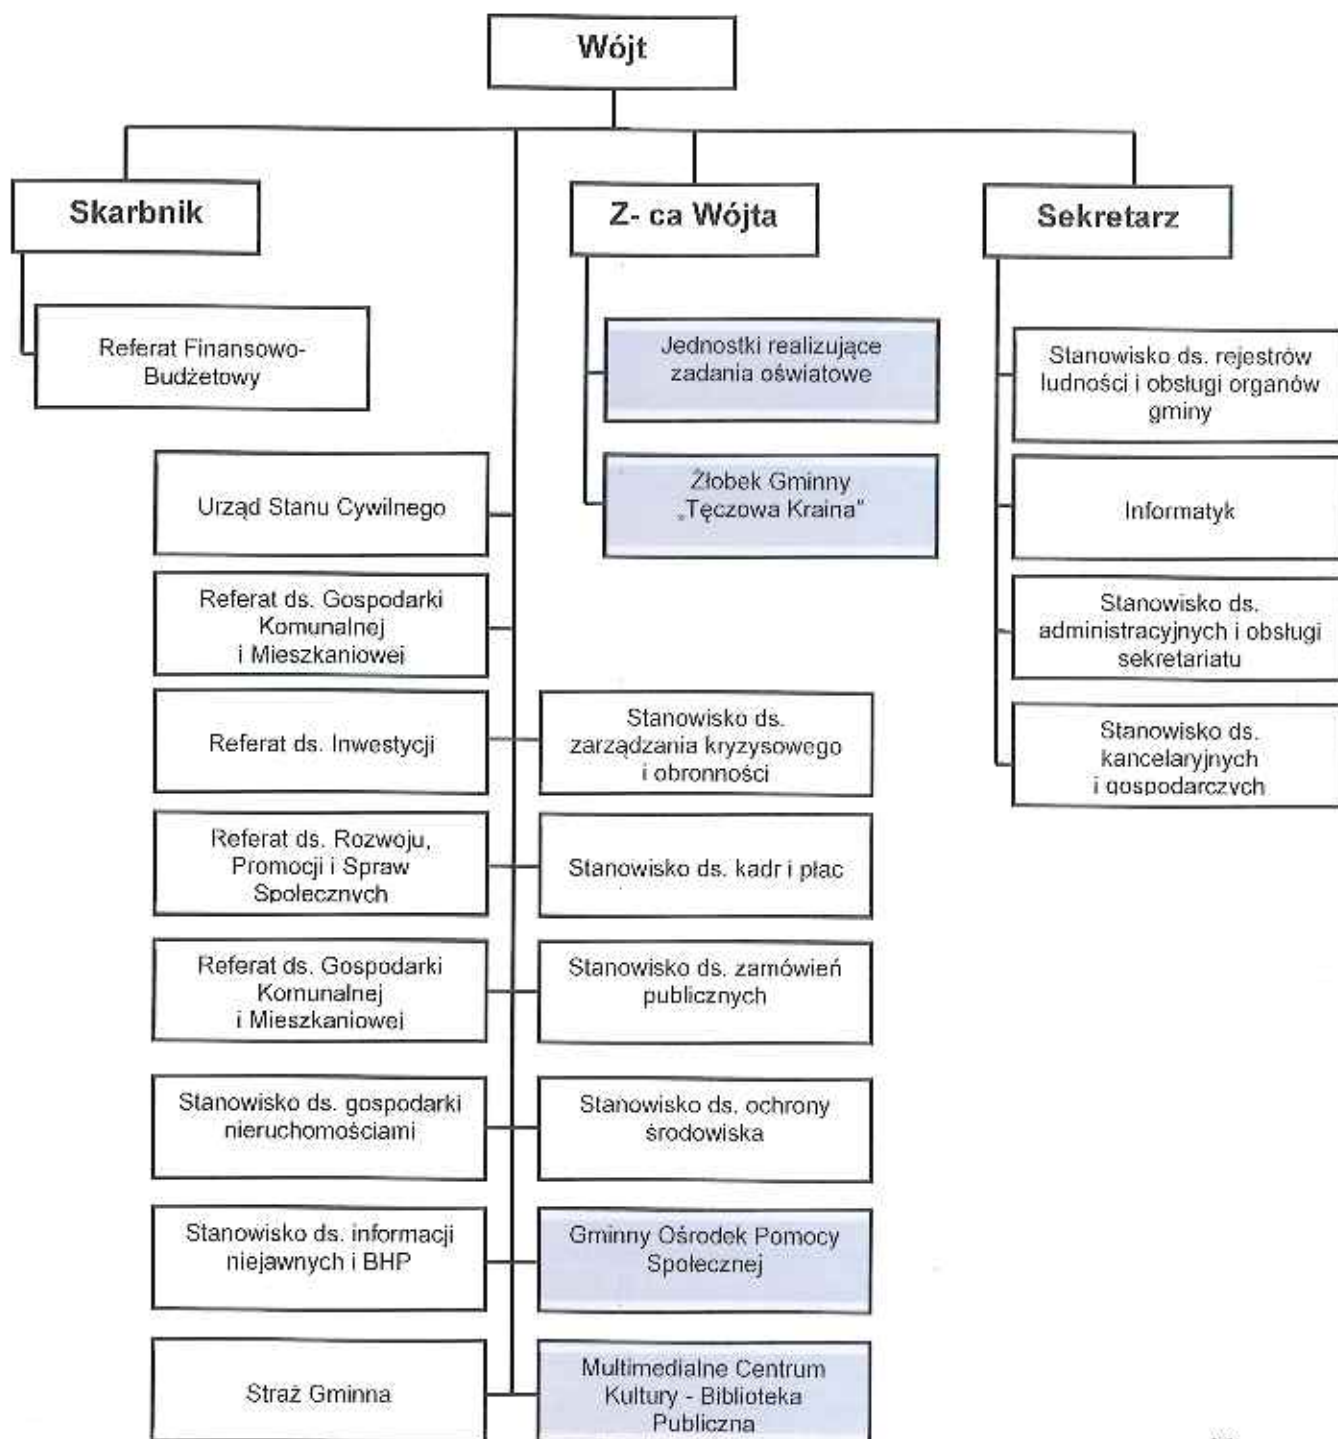 Wójt
Skarbnik
Z- ca Wójta
Sekretarz
Referat Finansowo-
Budżetowy
Jednostki realizujące
zadania oświatowe
Żłobek Gminny
„Tęczowa Kraina”
Stanowisko ds. rejestrów
ludności i obsługi organów
gminy
Informatyk
Stanowisko ds.
administracyjnych i obsługi
sekretariatu
Stanowisko ds.
kancelaryjnych
i gospodarczych
Urząd Stanu Cywilnego
Referat ds. Gospodarki
Komunalnej
i Mieszkaniowej
Referat ds. Inwestycji
Stanowisko ds.
zarządzania kryzysowego
i obronności
Referat ds. Rozwoju,
Promocji i Spraw
Społecznych
Stanowisko ds. kadr i płac
Referat ds. Gospodarki
Komunalnej
i Mieszkaniowej
Stanowisko ds. zamówień
publicznych
Stanowisko ds. gospodarki
nieruchomościami
Stanowisko ds. ochrony
środowiska
Stanowisko ds. informacji
niejawnych i BHP
Gminny Ośrodek Pomocy
Społecznej
Straż Gminna
Multimedialne Centrum
Kultury - Biblioteka
Publiczna